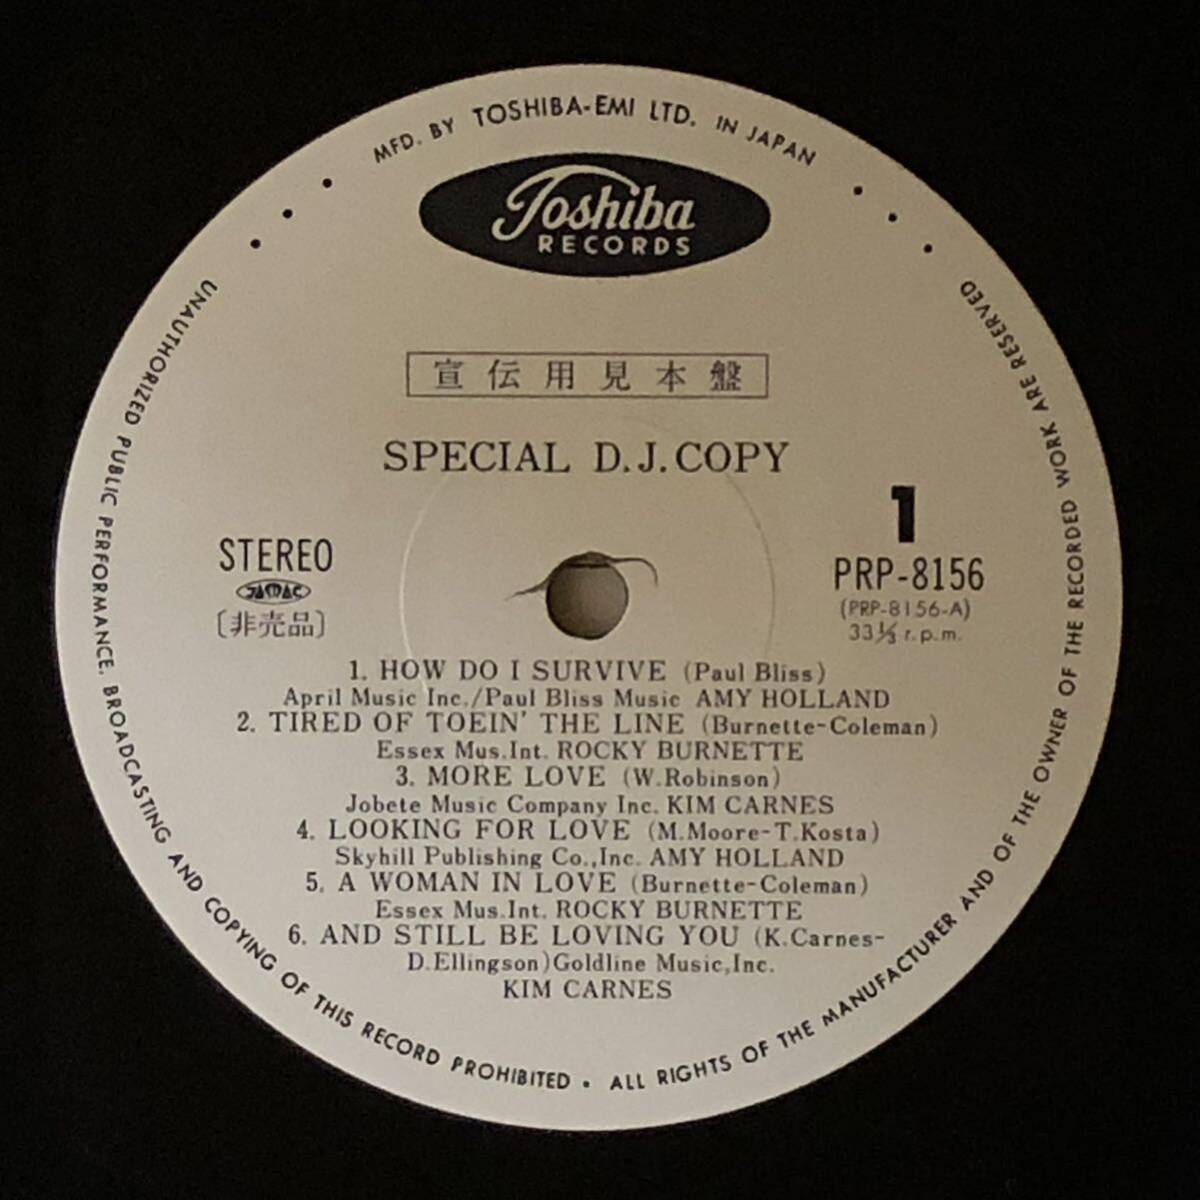 MFD. BY TOSHIBA-EMI LTD. IN JAPAN
Toshiba
RECORDS
宣伝用見本盤
SPECIAL D.J.COPY
1
STEREO
PRP-8156
(PRP-8156-A)
〔非売品〕
33⅓ r.p.m.
1. HOW DO I SURVIVE (Paul Bliss)
April Music Inc./Paul Bliss Music AMY HOLLAND
2. TIRED OF TOEIN' THE LINE (Burnette-Coleman)
Essex Mus.Int. ROCKY BURNETTE
3. MORE LOVE (W.Robinson)
Jobete Music Company Inc. KIM CARNES
4. LOOKING FOR LOVE (M.Moore-T.Kosta)
Skyhill Publishing Co.,Inc. AMY HOLLAND
5. A WOMAN IN LOVE (Burnette-Coleman)
Essex Mus.Int. ROCKY BURNETTE
6. AND STILL BE LOVING YOU (K.Carnes-
D.Ellingson)Goldline Music,Inc.
KIM CARNES
UNAUTHORIZED PUBLIC PERFORMANCE. BROADCASTING AND COPYING OF THIS RECORD PROHIBITED • ALL RIGHTS OF THE MANUFACTURER AND OF THE OWNER OF THE RECORDED WORK ARE RESERVED